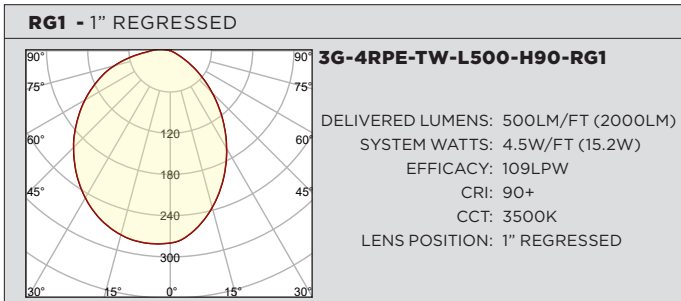 RG1 - 1” REGRESSED
90° 90°
3G-4RPE-TW-L500-H90-RG1
75° 75°
DELIVERED LUMENS: 500LM/FT (2000LM)
120
60° 60°
SYSTEM WATTS: 4.5W/FT (15.2W)
EFFICACY: 109LPW
180
45° 45°
CRI: 90+
240
CCT: 3500K
LENS POSITION: 1” REGRESSED
300
30° 15° 0° 15° 30°